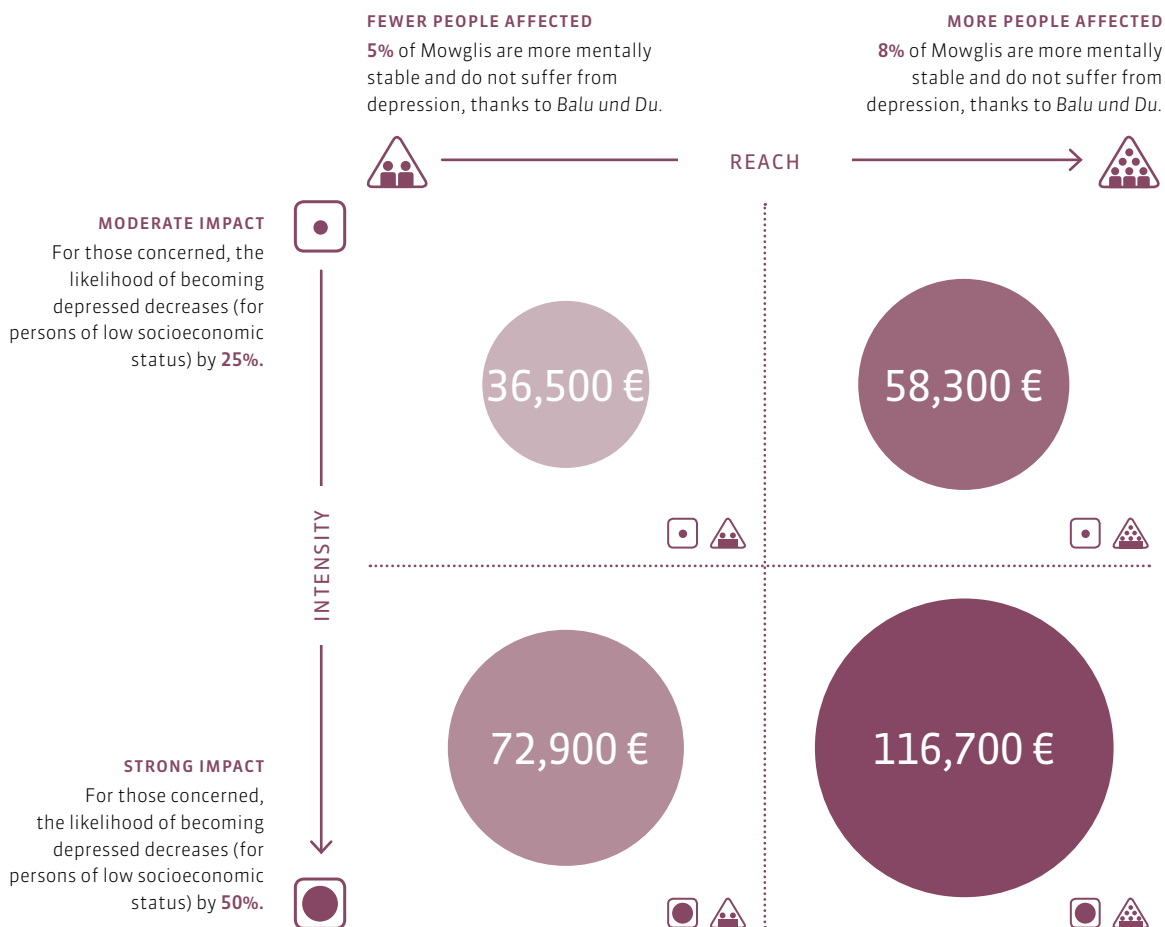 FEWER PEOPLE AFFECTED
5% of Mowglis are more mentally
stable and do not suffer from
depression, thanks to Balu und Du.
MORE PEOPLE AFFECTED
8% of Mowglis are more mentally
stable and do not suffer from
depression, thanks to Balu und Du.
REACH
MODERATE IMPACT
For those concerned, the
likelihood of becoming
depressed decreases (for
persons of low socioeconomic
status) by 25%.
36,500 €
58,300 €
INTENSITY
72,900 €
116,700 €
STRONG IMPACT
For those concerned,
the likelihood of becoming
depressed decreases (for
persons of low socioeconomic
status) by 50%.